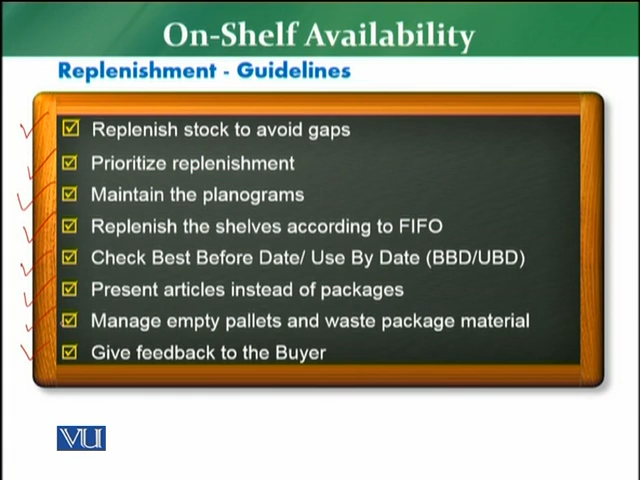 On-Shelf Availability
Replenishment - Guidelines
Replenish stock to avoid gaps
Prioritize replenishment
Maintain the planograms
Replenish the shelves according to FIFO
Check Best Before Date/ Use By Date (BBD/UBD)
Present articles instead of packages
Manage empty pallets and waste package material
Give feedback to the Buyer
VU